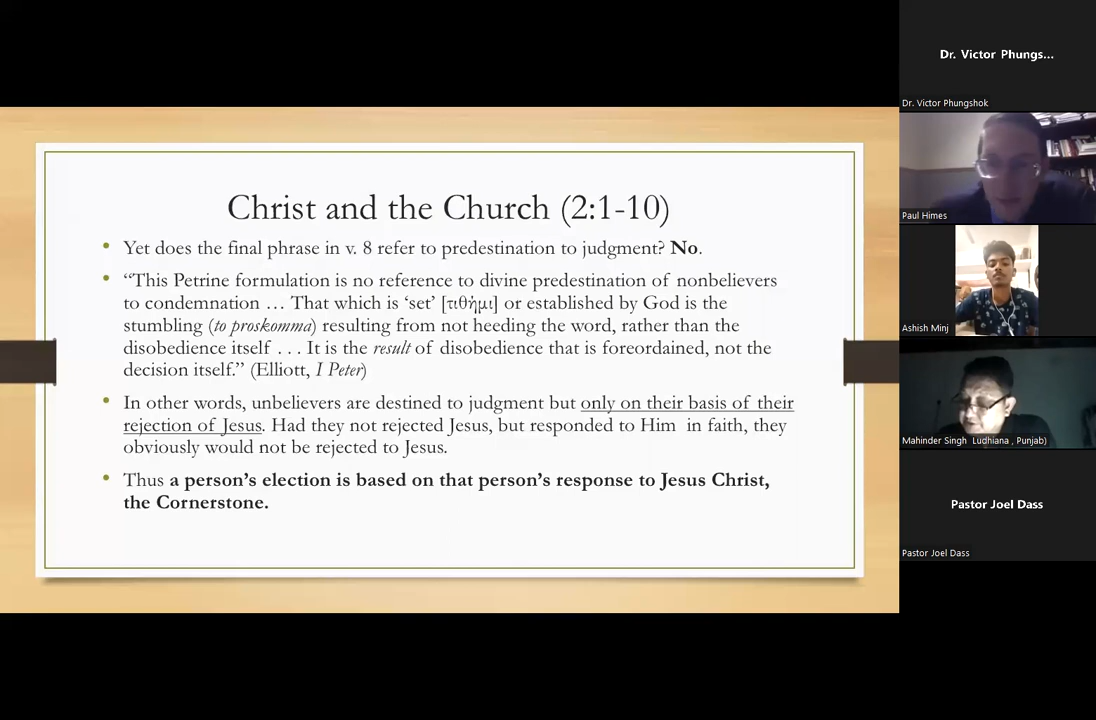 Christ and the Church (2:1-10)
• Yet does the final phrase in v. 8 refer to predestination to judgment? No.
• “This Petrine formulation is no reference to divine predestination of nonbelievers
to condemnation … That which is ‘set’ [τιθήμι] or established by God is the
stumbling (to proskomma) resulting from not heeding the word, rather than the
disobedience itself . . . It is the result of disobedience that is foreordained, not the
decision itself.” (Elliott, I Peter)
• In other words, unbelievers are destined to judgment but only on their basis of their
rejection of Jesus. Had they not rejected Jesus, but responded to Him in faith, they
obviously would not be rejected to Jesus.
• Thus a person’s election is based on that person’s response to Jesus Christ,
the Cornerstone.
Dr. Victor Phungs...
Dr. Victor Phungshok
Paul Himes
Ashish Minj
Mahinder Singh Ludhiana , Punjab)
Pastor Joel Dass
Pastor Joel Dass